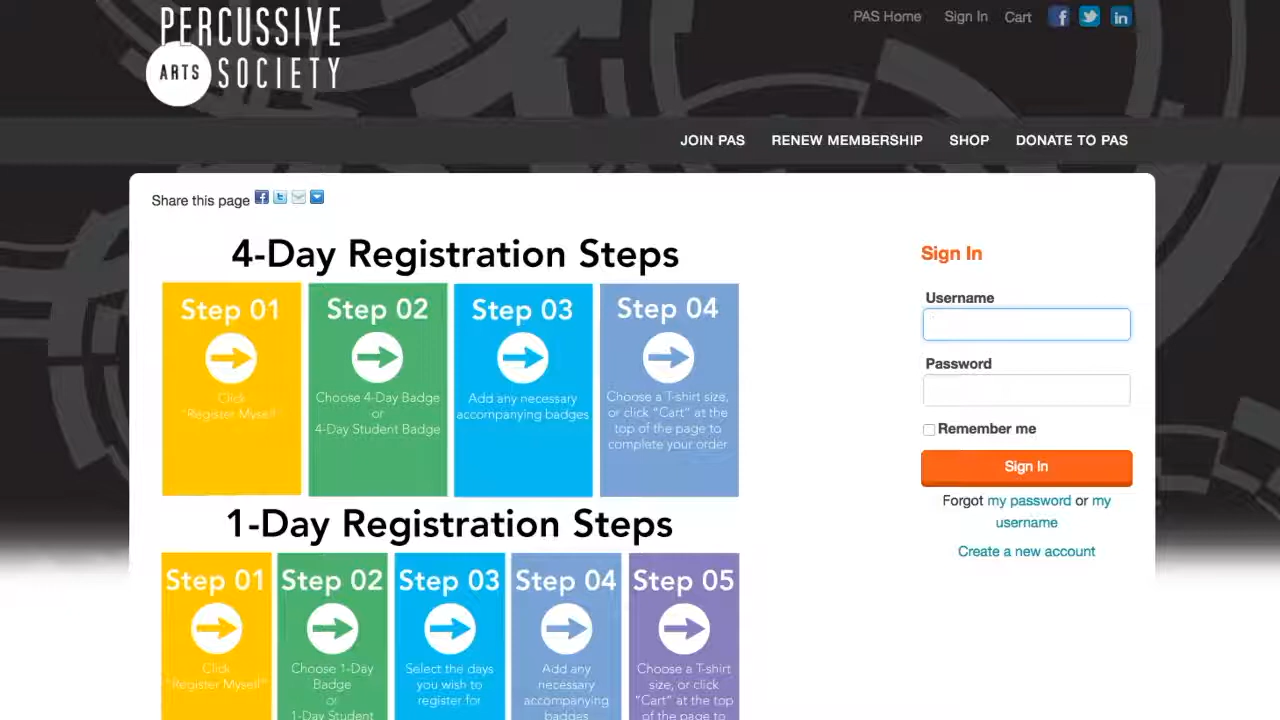 PERCUSSIVE
ARTS SOCIETY
PAS Home Sign In Cart
JOIN PAS RENEW MEMBERSHIP SHOP DONATE TO PAS
Share this page
4-Day Registration Steps
Step 01
Click
"Register Myself"
Step 02
Choose 4-Day Badge
or
4-Day Student Badge
Step 03
Add any necessary
accompanying badges
Step 04
Choose a T-shirt size,
or click "Cart" at the
top of the page to
complete your order
1-Day Registration Steps
Step 01
Click
"Register Myself"
Step 02
Choose 1-Day
Badge
or
1-Day Student
Step 03
Select the days
you wish to
register for
Step 04
Add any
necessary
accompanying
badges
Step 05
Choose a T-shirt
size, or click
"Cart" at the top
of the page to
Sign In
Username
Password
Remember me
Sign In
Forgot my password or my
username
Create a new account